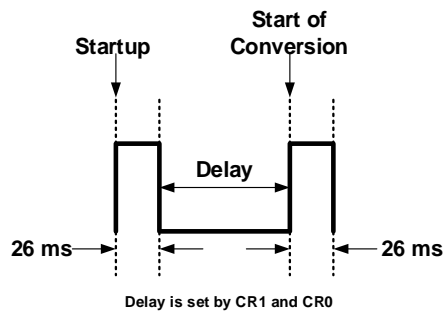 Startup
Start of
Conversion
Delay
26 ms
26 ms
Delay is set by CR1 and CR0